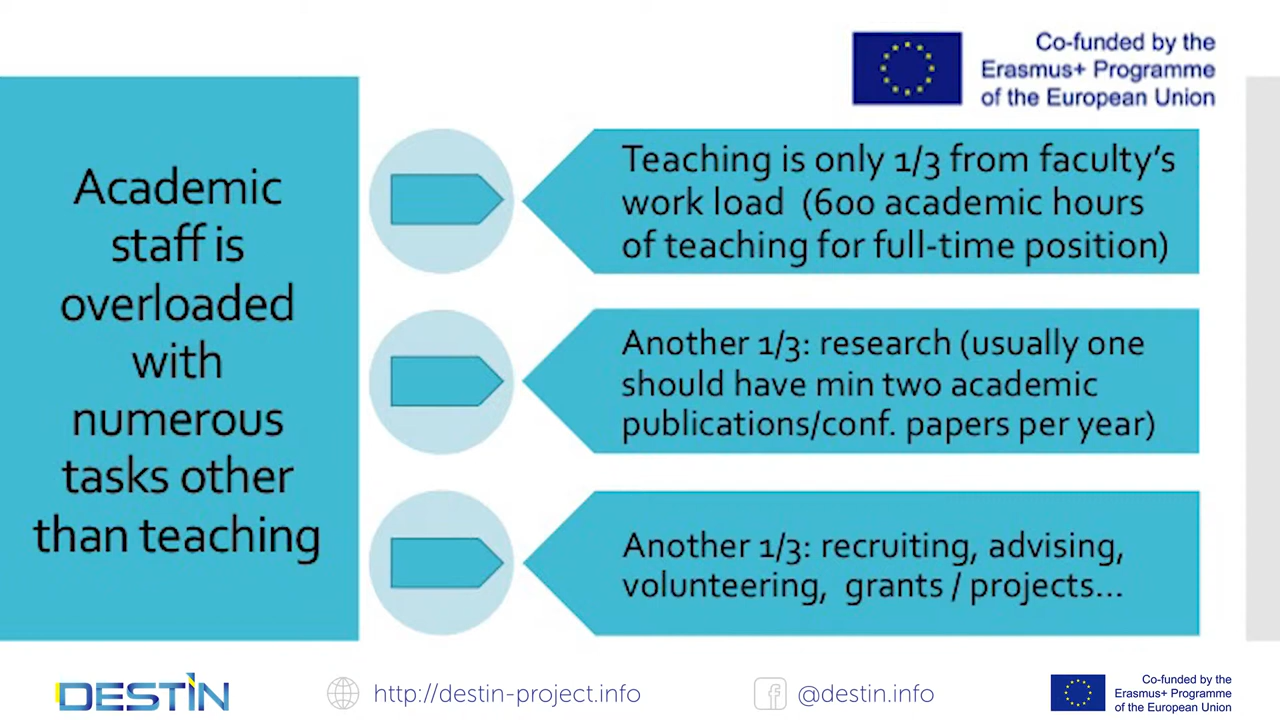 Co-funded by the
Erasmus+ Programme
of the European Union
Academic
staff is
overloaded
with
numerous
tasks other
than teaching
Teaching is only 1/3 from faculty's
work load (600 academic hours
of teaching for full-time position)
Another 1/3: research (usually one
should have min two academic
publications/conf. papers per year)
Another 1/3: recruiting, advising,
volunteering, grants / projects...
DESTIN
http://destin-project.info
@destin.info
Co-funded by the
Erasmus+ Programme
of the European Union